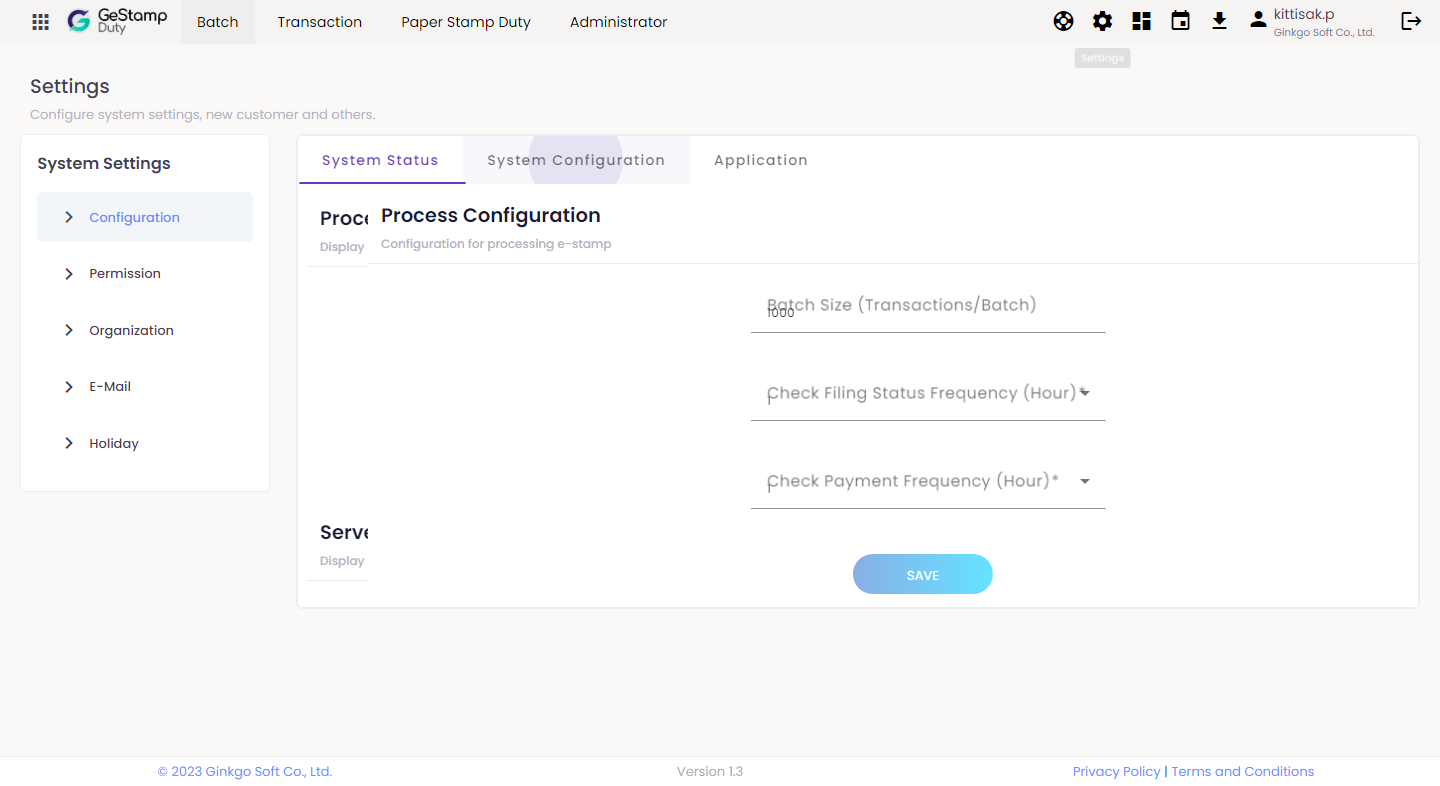 GeStamp
Duty
Batch
Transaction
Paper Stamp Duty
Administrator
kittisak.p
Ginkgo Soft Co., Ltd.
Settings
Settings
Configure system settings, new customer and others.
System Settings
Configuration
Permission
Organization
E-Mail
Holiday
System Status
System Configuration
Application
Proce
Display
Process Configuration
Configuration for processing e-stamp
Batch Size (Transactions/Batch)
1000
Check Filing Status Frequency (Hour)*
Check Payment Frequency (Hour)*
Serve
Display
SAVE
© 2023 Ginkgo Soft Co., Ltd.
Version 1.3
Privacy Policy | Terms and Conditions